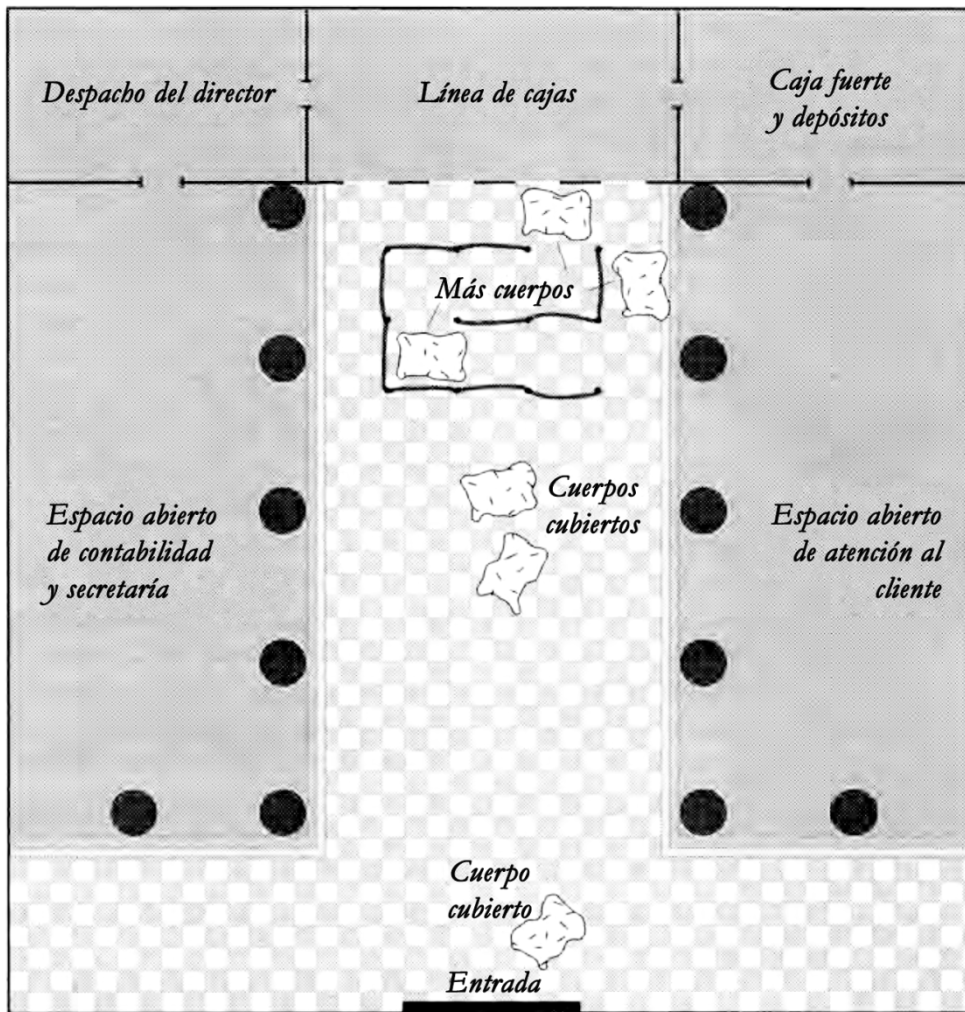 Despacho del director
Línea de cajas
Caja fuerte
y depósitos
Más cuerpos
Cuerpos
cubiertos
Espacio abierto
de contabilidad
y secretaría
Espacio abierto
de atención al
cliente
Cuerpo
cubierto
Entrada